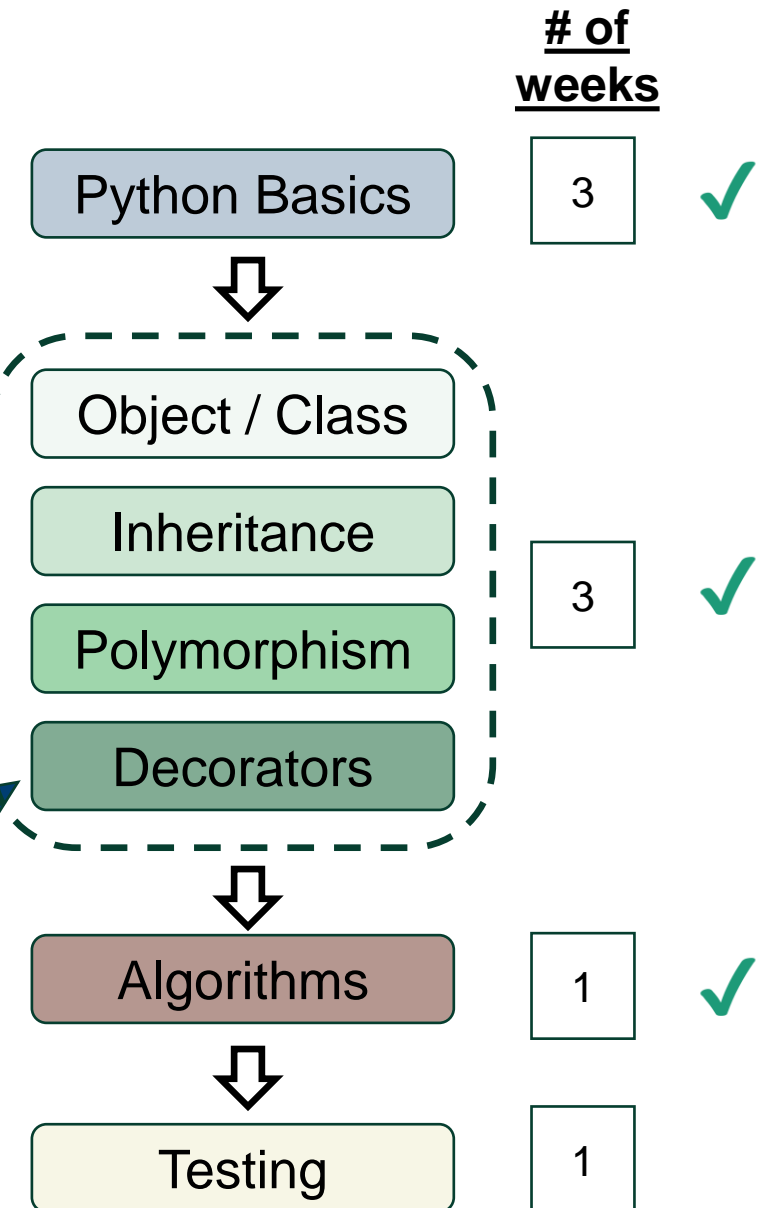 # of
weeks
Python Basics 3 ✓
Object / Class
Inheritance
3 ✓
Polymorphism
Decorators
Algorithms 1 ✓
Testing 1